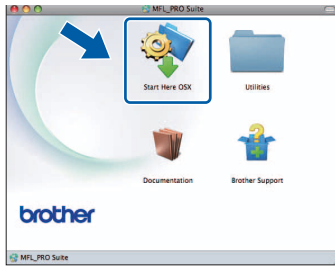 MFL_PRO Suite
Start Here OSX
Utilities
Documentation
Brother Support
brother
MFL_PRO Suite